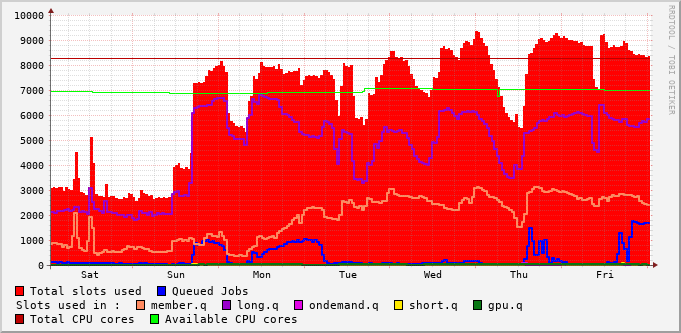 10000
9000
8000
7000
6000
5000
4000
3000
2000
1000
0
Sat Sun Mon Tue Wed Thu Fri
RRDTOOL / TOBI OETIKER
Total slots used Queued Jobs
Slots used in : member.q long.q ondemand.q short.q gpu.q
Total CPU cores Available CPU cores